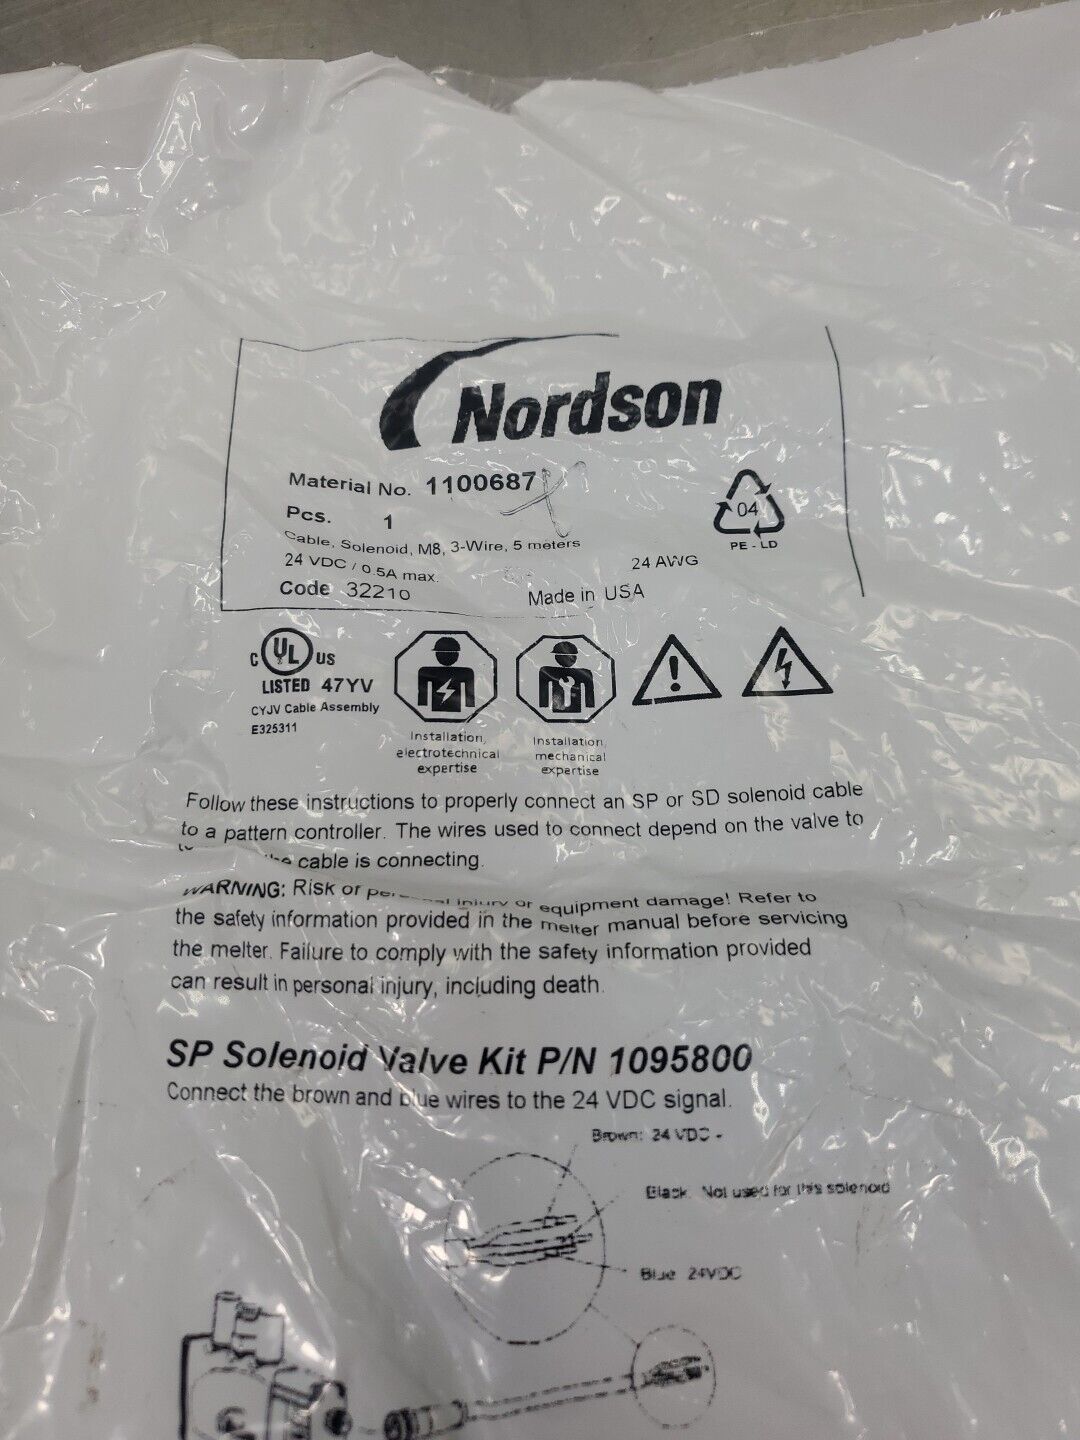 Nordson
Material No. 1100687
Pcs. 1
Cable, Solenoid, M8, 3-Wire, 5 meters
24 VDC / 0.5A max. 24 AWG
Code 32210 Made in USA
04
PE-LD
C UL US
LISTED 47YV
CYJV Cable Assembly
E325311
Installation,
electrotechnical
expertise
Installation,
mechanical
expertise
Follow these instructions to properly connect an SP or SD solenoid cable
to a pattern controller. The wires used to connect depend on the valve to
cable is connecting.
WARNING: Risk of injury or equipment damage! Refer to
the safety information provided in the melter manual before servicing
the melter. Failure to comply with the safety information provided
can result in personal injury, including death.
SP Solenoid Valve Kit P/N 1095800
Connect the brown and blue wires to the 24 VDC signal.
Brown: 24 VDC -
Black: Not used for this solenoid
Blue 24VDC